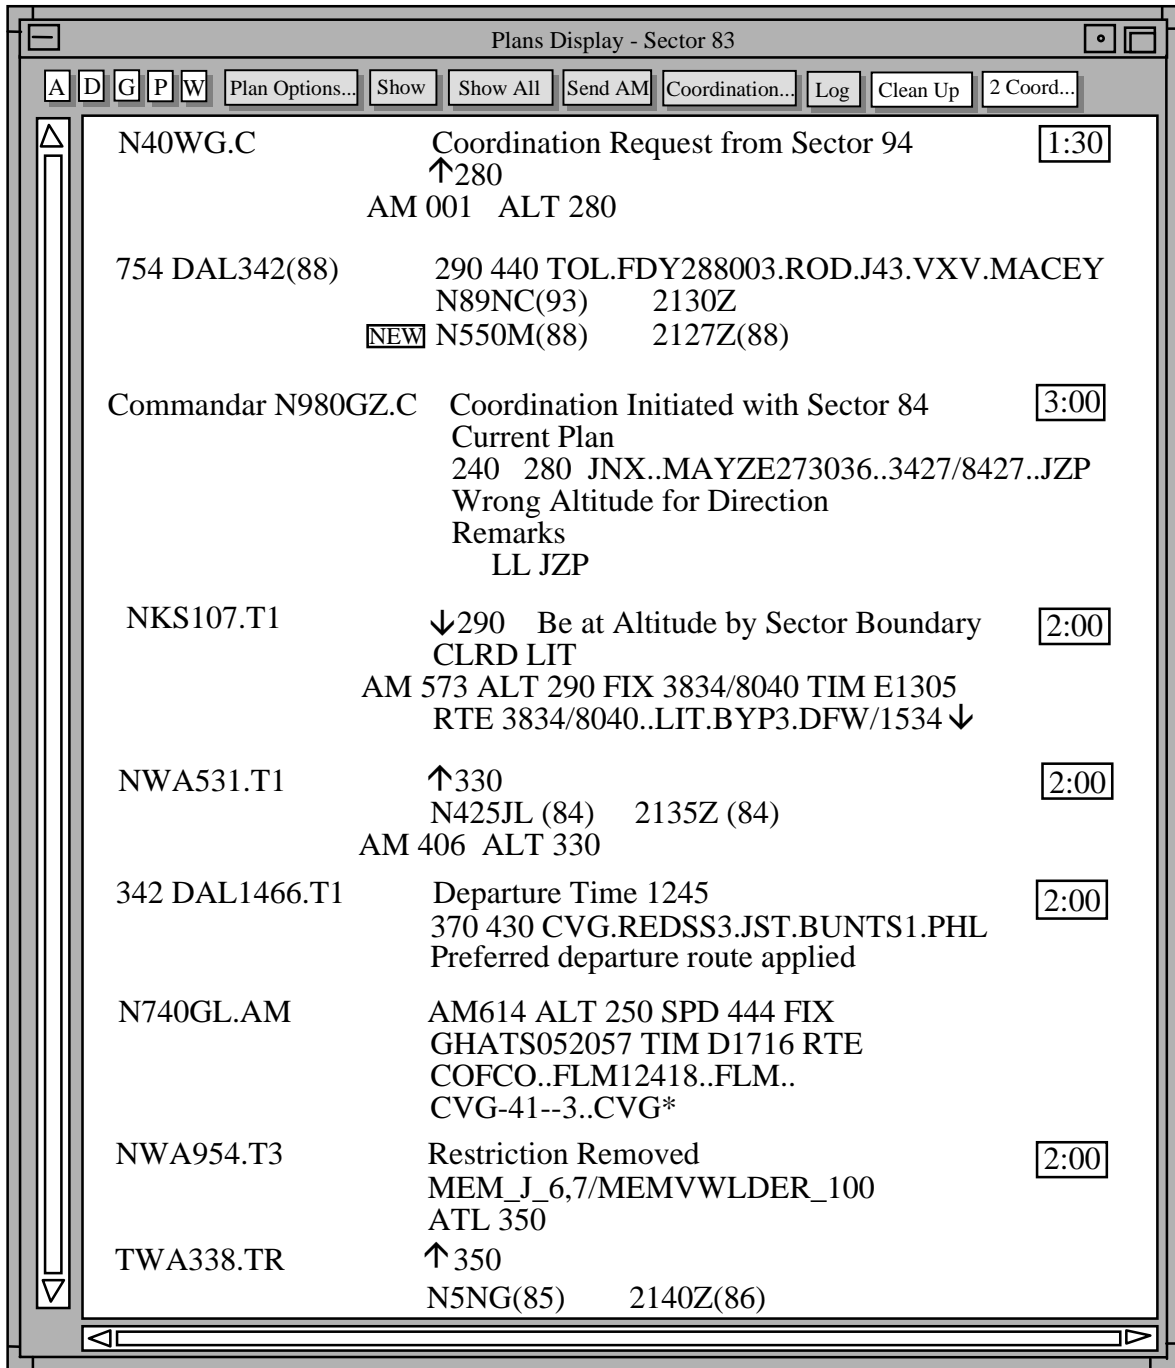 Plans Display - Sector 83
A D G P W Plan Options... Show Show All Send AM Coordination... Log Clean Up 2 Coord...
N40WG.C Coordination Request from Sector 94 1:30
↑280
AM 001 ALT 280
754 DAL342(88) 290 440 TOL.FDY288003.ROD.J43.VXV.MACEY
N89NC(93) 2130Z
NEW N550M(88) 2127Z(88)
Commandar N980GZ.C Coordination Initiated with Sector 84 3:00
Current Plan
240 280 JNX..MAYZE273036..3427/8427..JZP
Wrong Altitude for Direction
Remarks
LL JZP
NKS107.T1 ↓290 Be at Altitude by Sector Boundary 2:00
CLRD LIT
AM 573 ALT 290 FIX 3834/8040 TIM E1305
RTE 3834/8040..LIT.BYP3.DFW/1534 ↓
NWA531.T1 ↑330 2:00
N425JL (84) 2135Z (84)
AM 406 ALT 330
342 DAL1466.T1 Departure Time 1245 2:00
370 430 CVG.REDSS3.JST.BUNTS1.PHL
Preferred departure route applied
N740GL.AM AM614 ALT 250 SPD 444 FIX
GHATS052057 TIM D1716 RTE
COFCO..FLM12418..FLM..
CVG-41--3..CVG*
NWA954.T3 Restriction Removed 2:00
MEM_J_6,7/MEMVWLDER_100
ATL 350
TWA338.TR ↑350
N5NG(85) 2140Z(86)